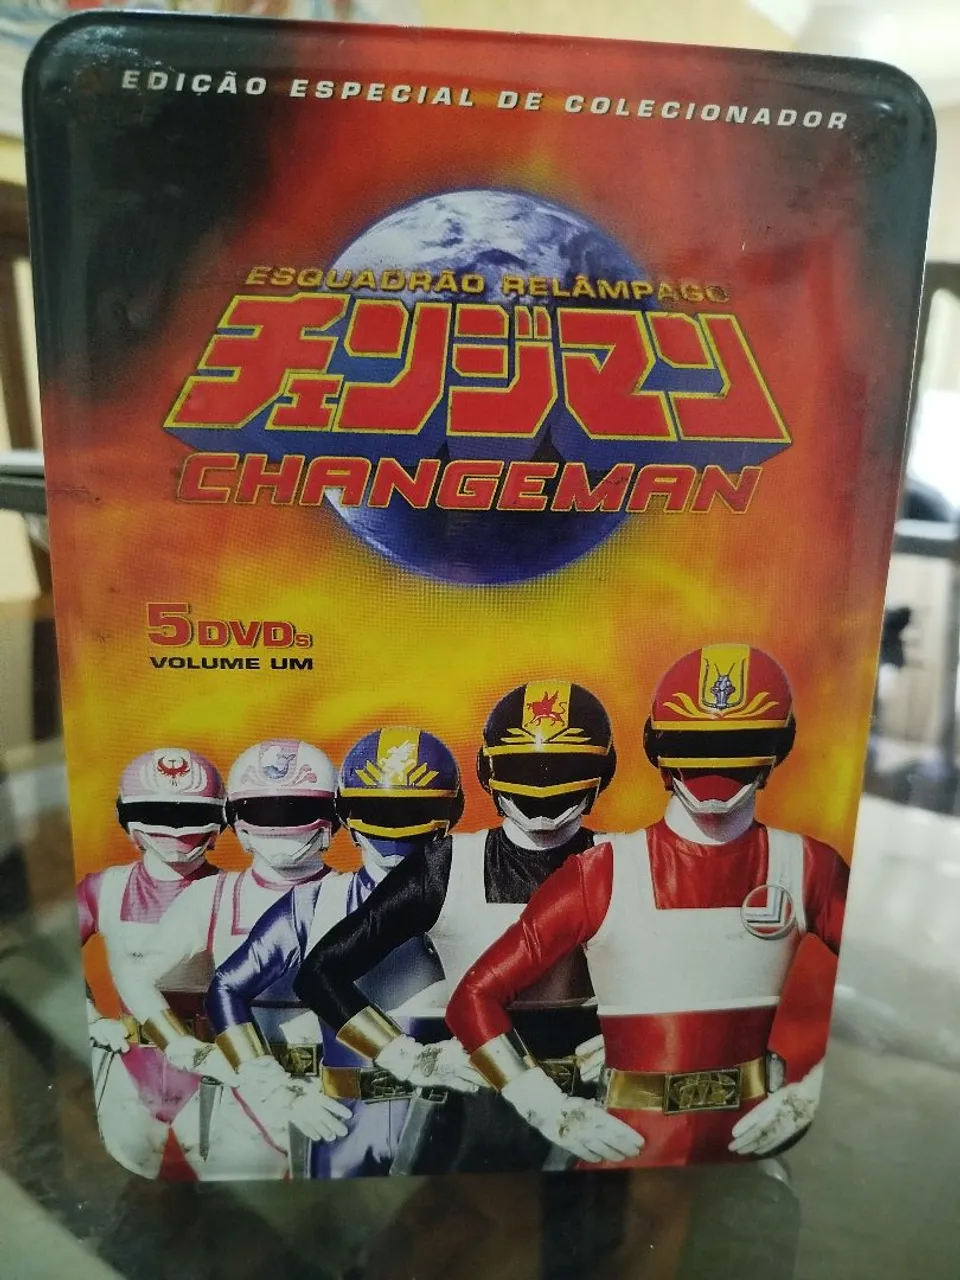 EDIÇÃO ESPECIAL DE COLECIONADOR
ESQUADRÃO RELÂMPAGO
チェンジマン
CHANGEMAN
5 DVDs
VOLUME UM